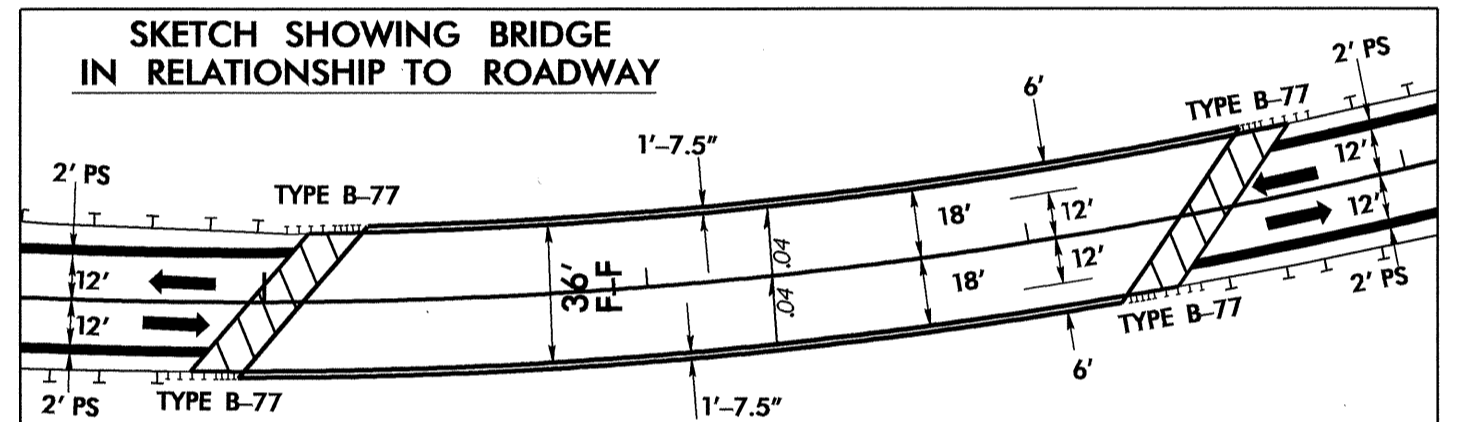 SKETCH SHOWING BRIDGE
IN RELATIONSHIP TO ROADWAY
2' PS
6'
TYPE B-77
1'-7.5"
2' PS
TYPE B-77
12'
12'
18'
12'
12'
36'
F-F
.04
.04
18'
12'
12'
2' PS
TYPE B-77
6'
2' PS
TYPE B-77
1'-7.5"